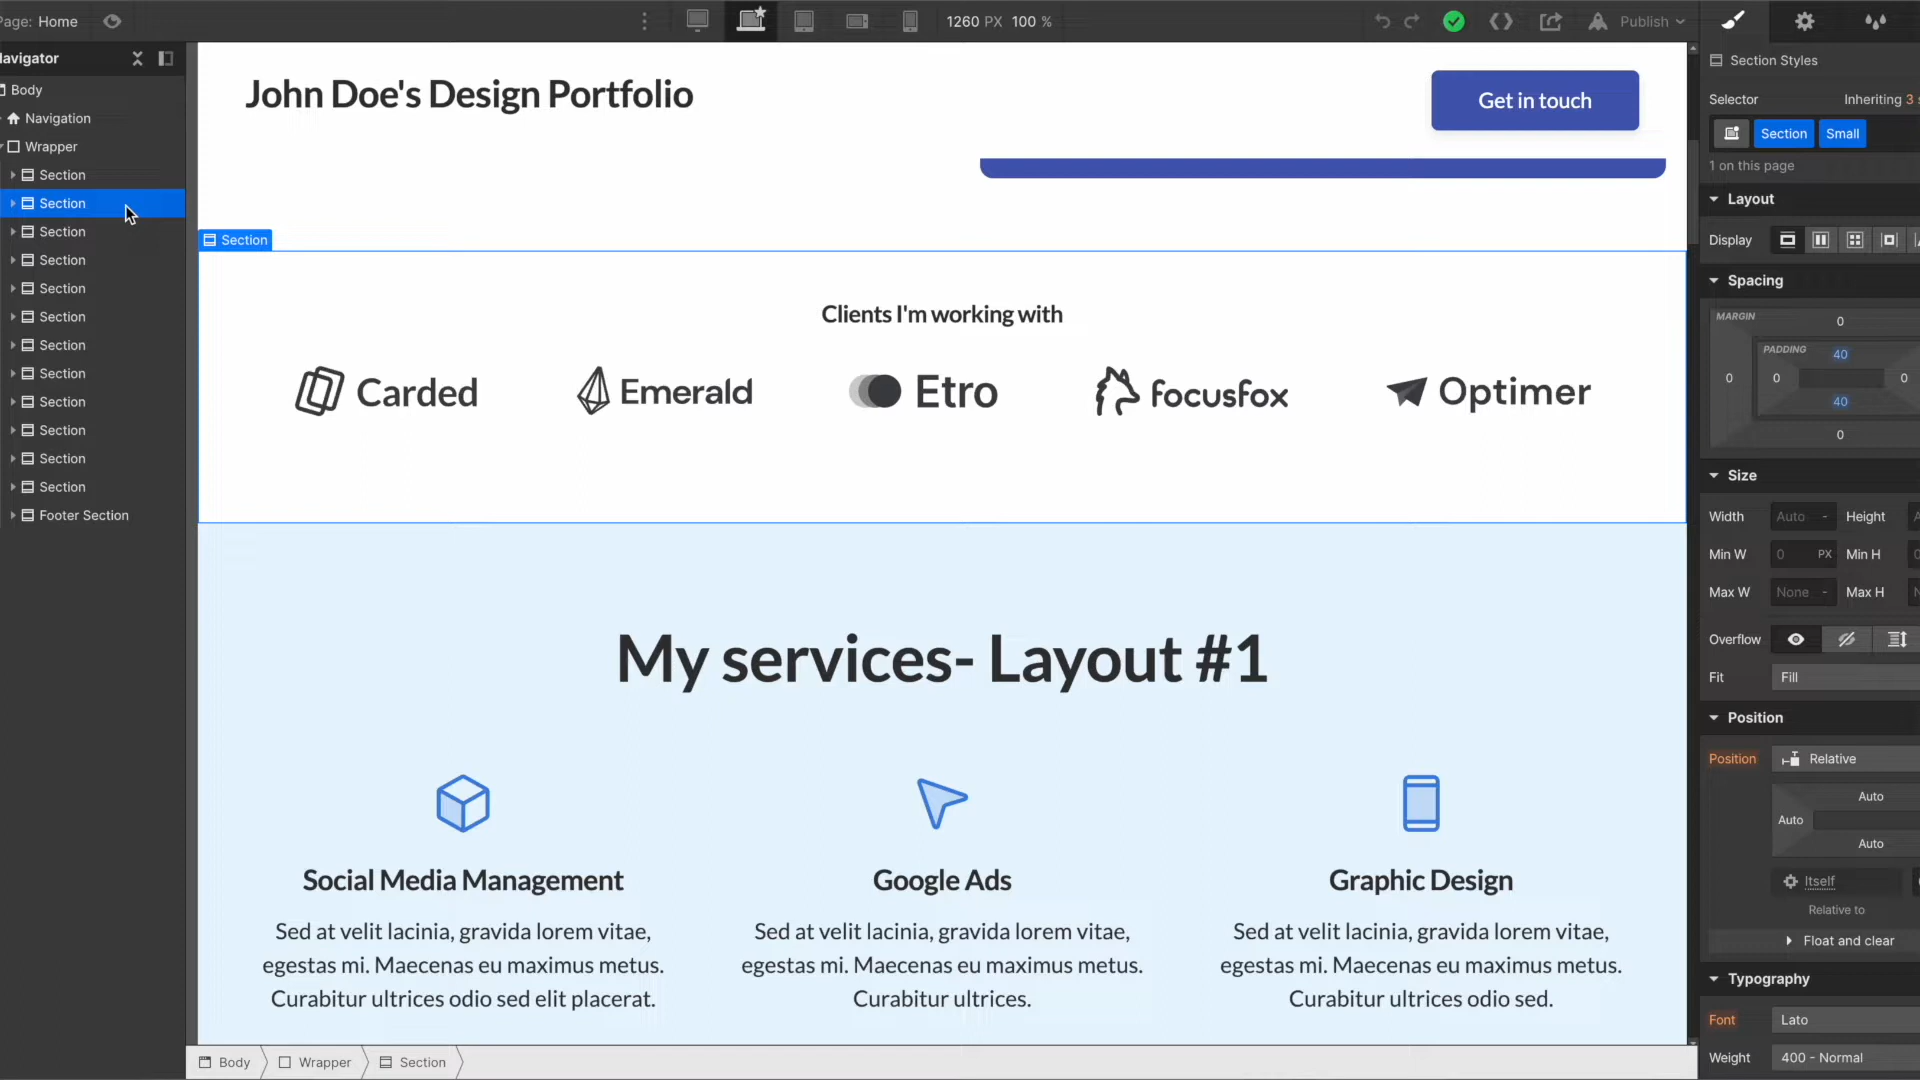 Page: Home
1260 PX 100 %
Publish
Navigator
Body
Navigation
Wrapper
Section
Section
Section
Section
Section
Section
Section
Section
Section
Section
Section
Section
Footer Section
John Doe's Design Portfolio
Get in touch
Section
Clients I'm working with
Carded
Emerald
Etro
focusfox
Optimer
My services- Layout #1
Social Media Management
Sed at velit lacinia, gravida lorem vitae,
egestas mi. Maecenas eu maximus metus.
Curabitur ultrices odio sed elit placerat.
Google Ads
Sed at velit lacinia, gravida lorem vitae,
egestas mi. Maecenas eu maximus metus.
Curabitur ultrices.
Graphic Design
Sed at velit lacinia, gravida lorem vitae,
egestas mi. Maecenas eu maximus metus.
Curabitur ultrices odio sed.
Body
Wrapper
Section
Section Styles
Selector
Inheriting 3 s
Section Small
1 on this page
Layout
Display
Spacing
MARGIN
0
PADDING
40
0
0
0
40
0
Size
Width Auto - Height A
Min W 0 PX Min H 0
Max W None - Max H N
Overflow
Fit Fill
Position
Position Relative
Auto
Auto
Auto
Itself
Relative to
Float and clear
Typography
Font Lato
Weight 400 - Normal